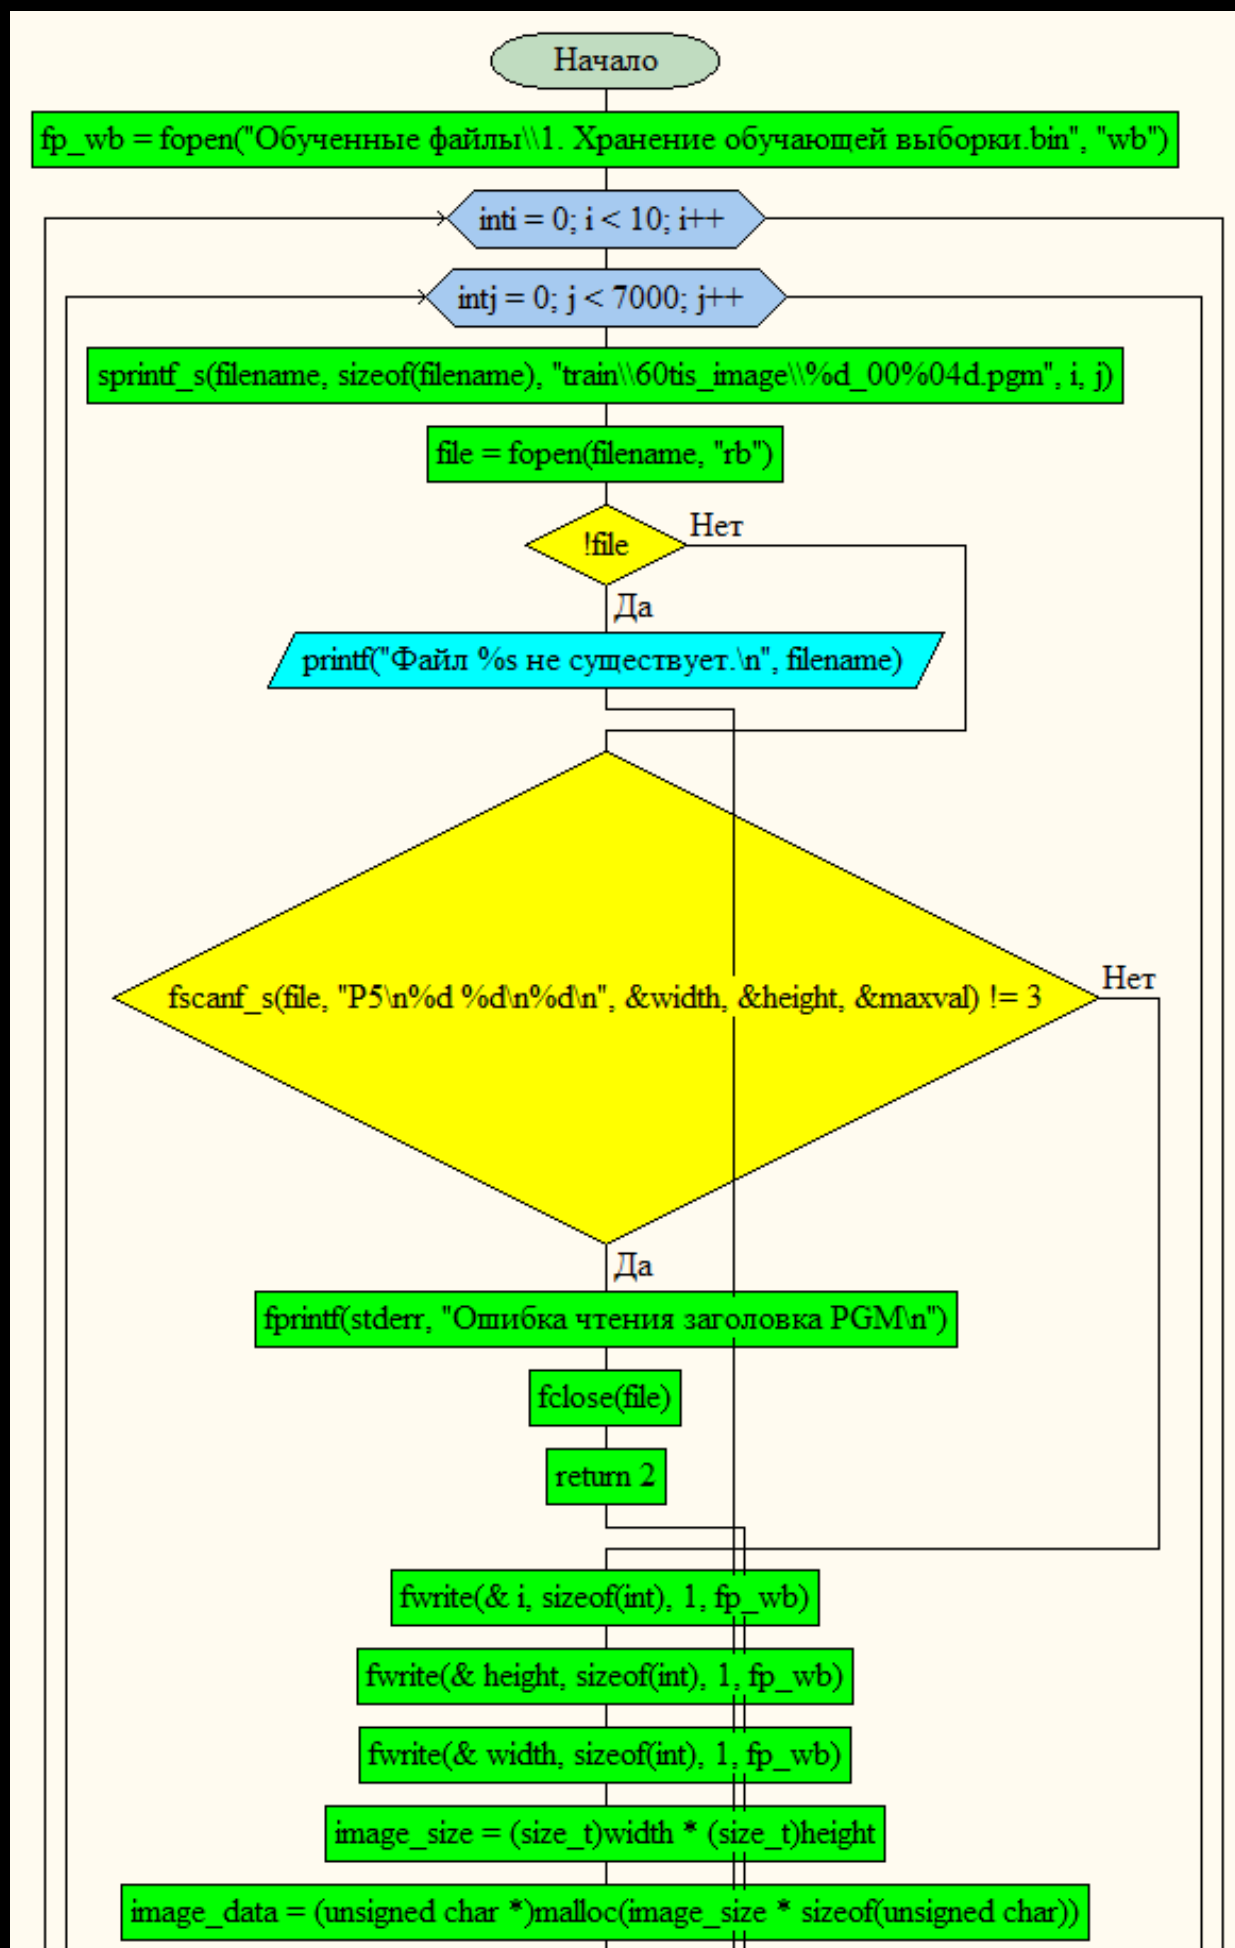 Начало
fp_wb = fopen("Обученные файлы\\1. Хранение обучающей выборки.bin", "wb")
inti = 0; i < 10; i++
intj = 0; j < 7000; j++
sprintf_s(filename, sizeof(filename), "train\\60tis_image\\%d_00%04d.pgm", i, j)
file = fopen(filename, "rb")
!file
Нет
Да
printf("Файл %s не существует.\n", filename)
fscanf_s(file, "P5\n%d %d\n%d\n", &width, &height, &maxval) != 3
Нет
Да
fprintf(stderr, "Ошибка чтения заголовка PGM\n")
fclose(file)
return 2
fwrite(& i, sizeof(int), 1, fp_wb)
fwrite(& height, sizeof(int), 1, fp_wb)
fwrite(& width, sizeof(int), 1, fp_wb)
image_size = (size_t)width * (size_t)height
image_data = (unsigned char *)malloc(image_size * sizeof(unsigned char))